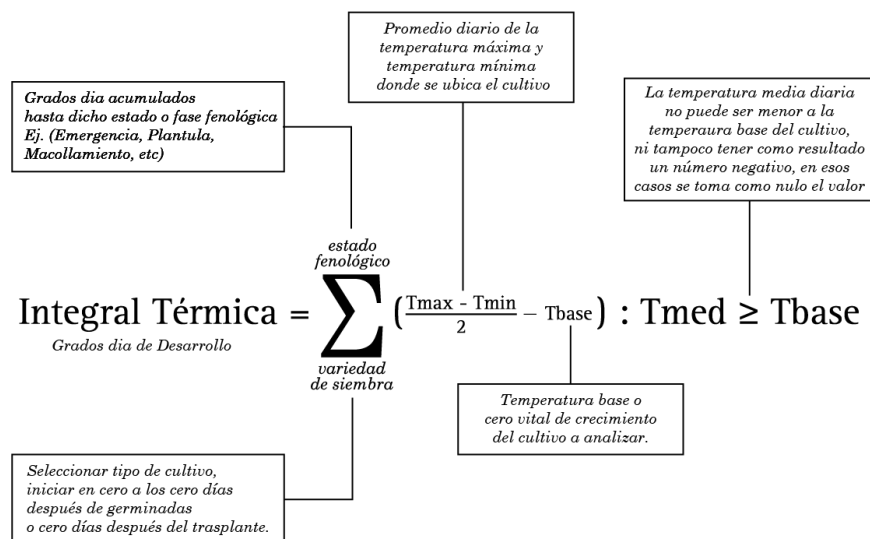 Promedio diario de la
temperatura máxima y
temperatura mínima
donde se ubica el cultivo
Grados dia acumulados
hasta dicho estado o fase fenológica
Ej. (Emergencia, Plantula,
Macollamiento, etc)
La temperatura media diaria
no puede ser menor a la
temperaura base del cultivo,
ni tampoco tener como resultado
un número negativo, en esos
casos se toma como nulo el valor
estado
fenológico
Integral Térmica = ∑ (Tmax - Tmin / 2 − Tbase) : Tmed ≥ Tbase
Grados dia de Desarrollo
variedad
de siembra
Temperatura base o
cero vital de crecimiento
del cultivo a analizar.
Seleccionar tipo de cultivo,
iniciar en cero a los cero días
después de germinadas
o cero días después del trasplante.